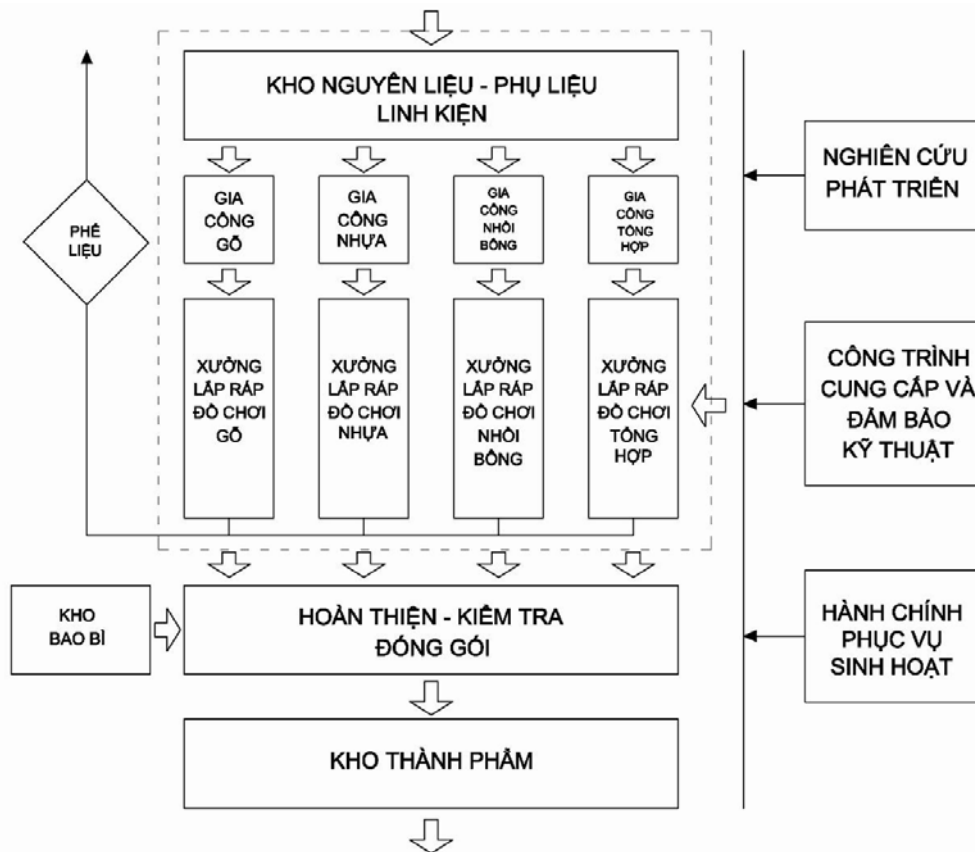 KHO NGUYÊN LIỆU - PHỤ LIỆU
LINH KIỆN
NGHIÊN CỨU
PHÁT TRIỂN
PHẾ
LIỆU
GIA
CÔNG
GỖ
GIA
CÔNG
NHỰA
GIA
CÔNG
NHỒI
BÔNG
GIA
CÔNG
TỔNG
HỢP
XƯỞNG
LẮP RÁP
ĐỒ CHƠI
GỖ
XƯỞNG
LẮP RÁP
ĐỒ CHƠI
NHỰA
XƯỞNG
LẮP RÁP
ĐỒ CHƠI
NHỒI
BÔNG
XƯỞNG
LẮP RÁP
ĐỒ CHƠI
TỔNG
HỢP
CÔNG TRÌNH
CUNG CẤP VÀ
ĐẢM BẢO
KỸ THUẬT
KHO
BAO BÌ
HOÀN THIỆN - KIỂM TRA
ĐÓNG GÓI
HÀNH CHÍNH
PHỤC VỤ
SINH HOẠT
KHO THÀNH PHẨM